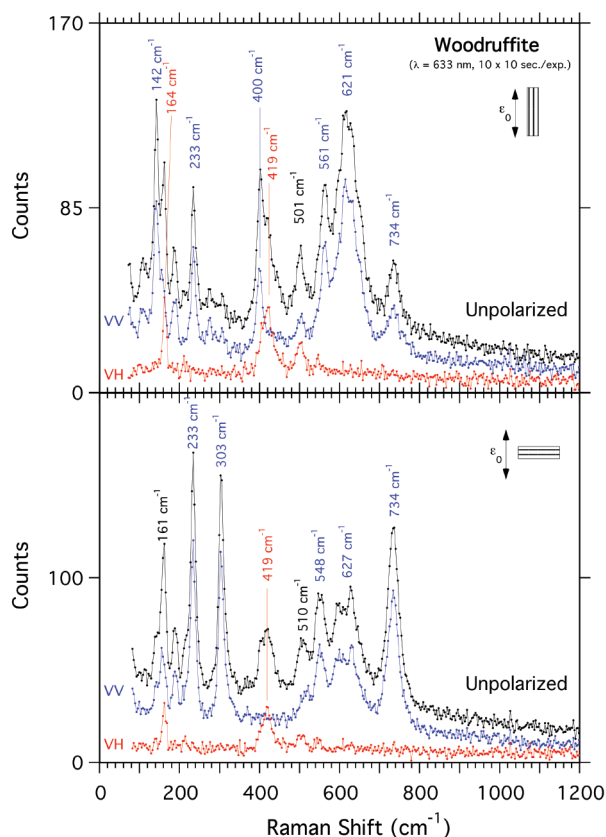 170
Woodruffite
(λ = 633 nm, 10 x 10 sec./exp.)
142 cm-1
164 cm-1
233 cm-1
400 cm-1
419 cm-1
501 cm-1
561 cm-1
621 cm-1
734 cm-1
ε0
Counts
85
VV
Unpolarized
VH
0
233 cm-1
303 cm-1
161 cm-1
419 cm-1
510 cm-1
548 cm-1
627 cm-1
734 cm-1
ε0
Counts
100
VV
Unpolarized
VH
0
0 200 400 600 800 1000 1200
Raman Shift (cm-1)